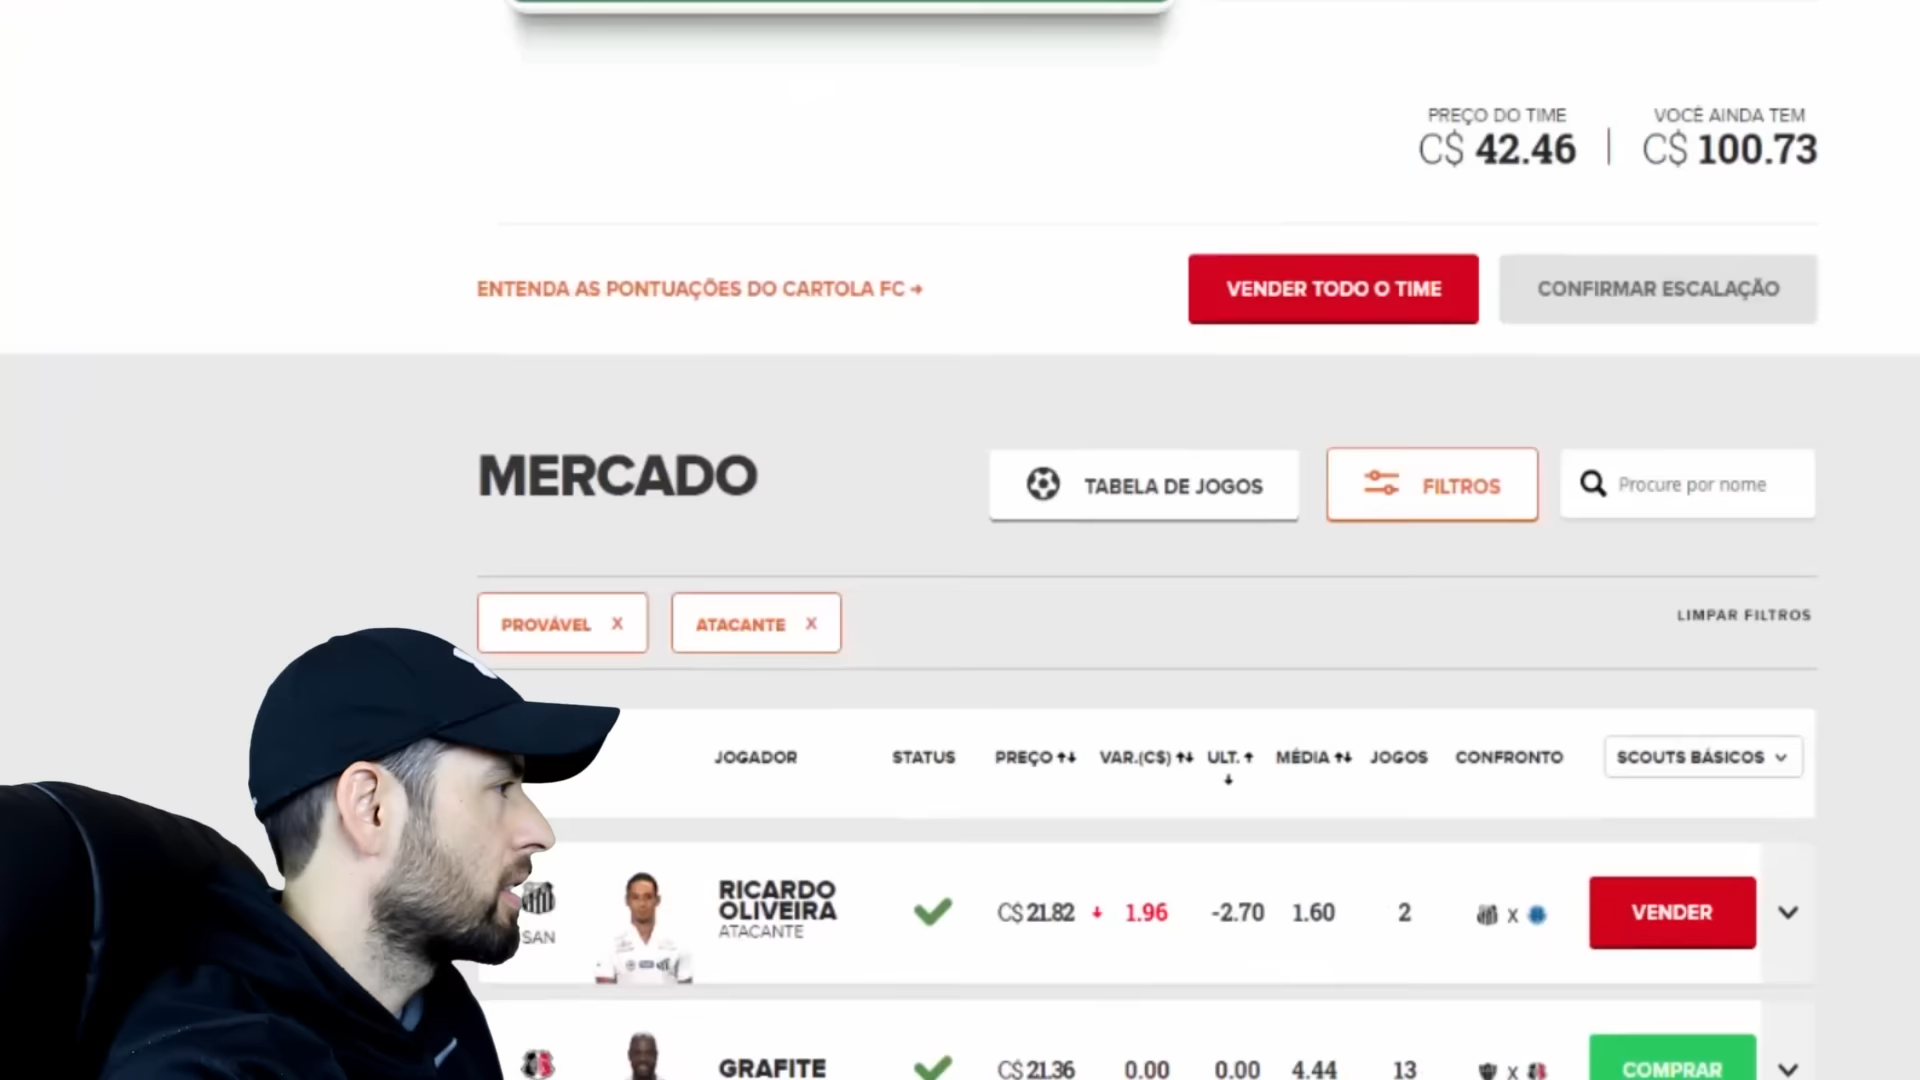 PREÇO DO TIME
C$ 42.46
VOCÊ AINDA TEM
C$ 100.73
ENTENDA AS PONTUAÇÕES DO CARTOLA FC
VENDER TODO O TIME
CONFIRMAR ESCALAÇÃO
MERCADO
TABELA DE JOGOS
FILTROS
Procure por nome
PROVÁVEL X
ATACANTE X
LIMPAR FILTROS
JOGADOR STATUS PREÇO VAR.(C$) ULT. MÉDIA JOGOS CONFRONTO SCOUTS BÁSICOS
SAN
RICARDO
OLIVEIRA
ATACANTE
C$ 21.82 1.96 -2.70 1.60 2 X VENDER
GRAFITE C$ 21.36 0.00 0.00 4.44 13 X COMPRAR